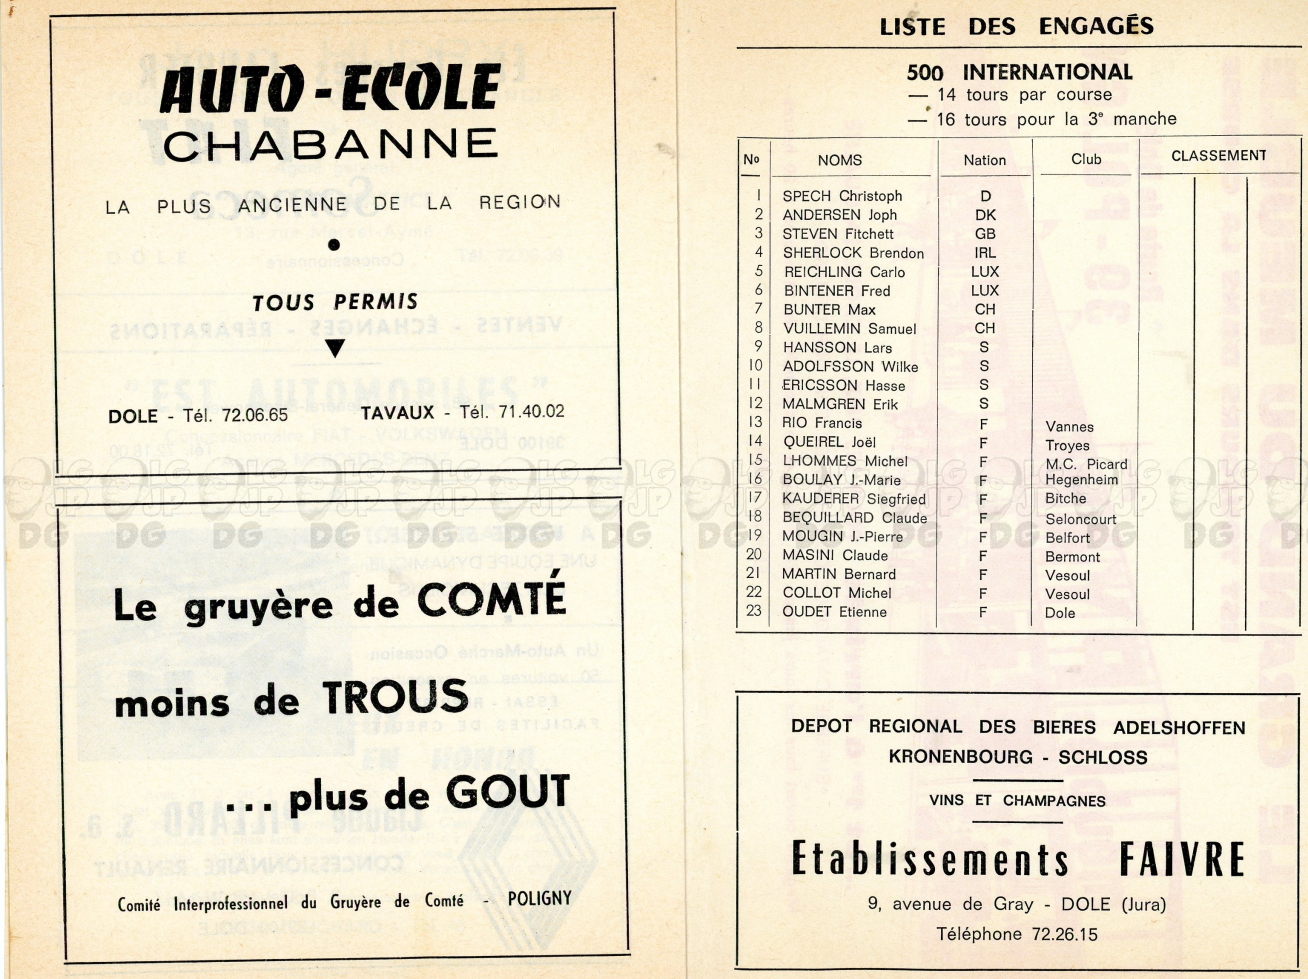 AUTO-ECOLE
CHABANNE
LA PLUS ANCIENNE DE LA REGION
TOUS PERMIS
DOLE - Tél. 72.06.65 TAVAUX - Tél. 71.40.02
Le gruyère de COMTÉ
moins de TROUS
... plus de GOUT
Comité Interprofessionnel du Gruyère de Comté - POLIGNY
LISTE DES ENGAGÉS
500 INTERNATIONAL
— 14 tours par course
— 16 tours pour la 3e manche
No NOMS Nation Club CLASSEMENT
1 SPECH Christoph D
2 ANDERSEN Joph DK
3 STEVEN Fitchett GB
4 SHERLOCK Brendon IRL
5 REICHLING Carlo LUX
6 BINTENER Fred LUX
7 BUNTER Max CH
8 VUILLEMIN Samuel CH
9 HANSSON Lars S
10 ADOLFSSON Wilke S
11 ERICSSON Hasse S
12 MALMGREN Erik S
13 RIO Francis F Vannes
14 QUEIREL Joël F Troyes
15 LHOMMES Michel F M.C. Picard
16 BOULAY J.-Marie F Hegenheim
17 KAUDERER Siegfried F Bitche
18 BEQUILLARD Claude F Seloncourt
19 MOUGIN J.-Pierre F Belfort
20 MASINI Claude F Bermont
21 MARTIN Bernard F Vesoul
22 COLLOT Michel F Vesoul
23 OUDET Etienne F Dole
DEPOT REGIONAL DES BIERES ADELSHOFFEN
KRONENBOURG - SCHLOSS
VINS ET CHAMPAGNES
Etablissements FAIVRE
9, avenue de Gray - DOLE (Jura)
Téléphone 72.26.15